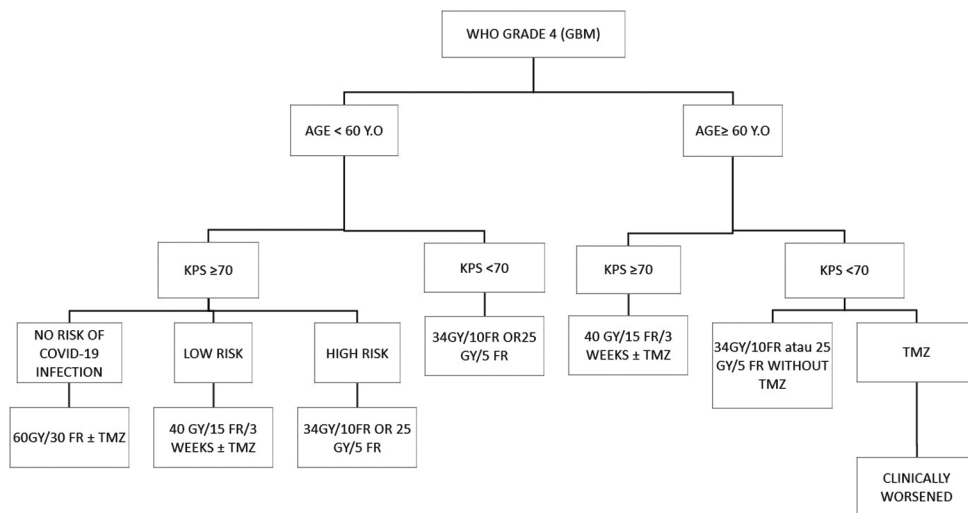 WHO GRADE 4 (GBM)
AGE < 60 Y.O
AGE≥ 60 Y.O
KPS ≥70
KPS <70
KPS ≥70
KPS <70
NO RISK OF
COVID-19
INFECTION
LOW RISK
HIGH RISK
34GY/10FR OR25
GY/5 FR
40 GY/15 FR/3
WEEKS ± TMZ
34GY/10FR atau 25
GY/5 FR WITHOUT
TMZ
TMZ
60GY/30 FR ± TMZ
40 GY/15 FR/3
WEEKS ± TMZ
34GY/10FR OR 25
GY/5 FR
CLINICALLY
WORSENED